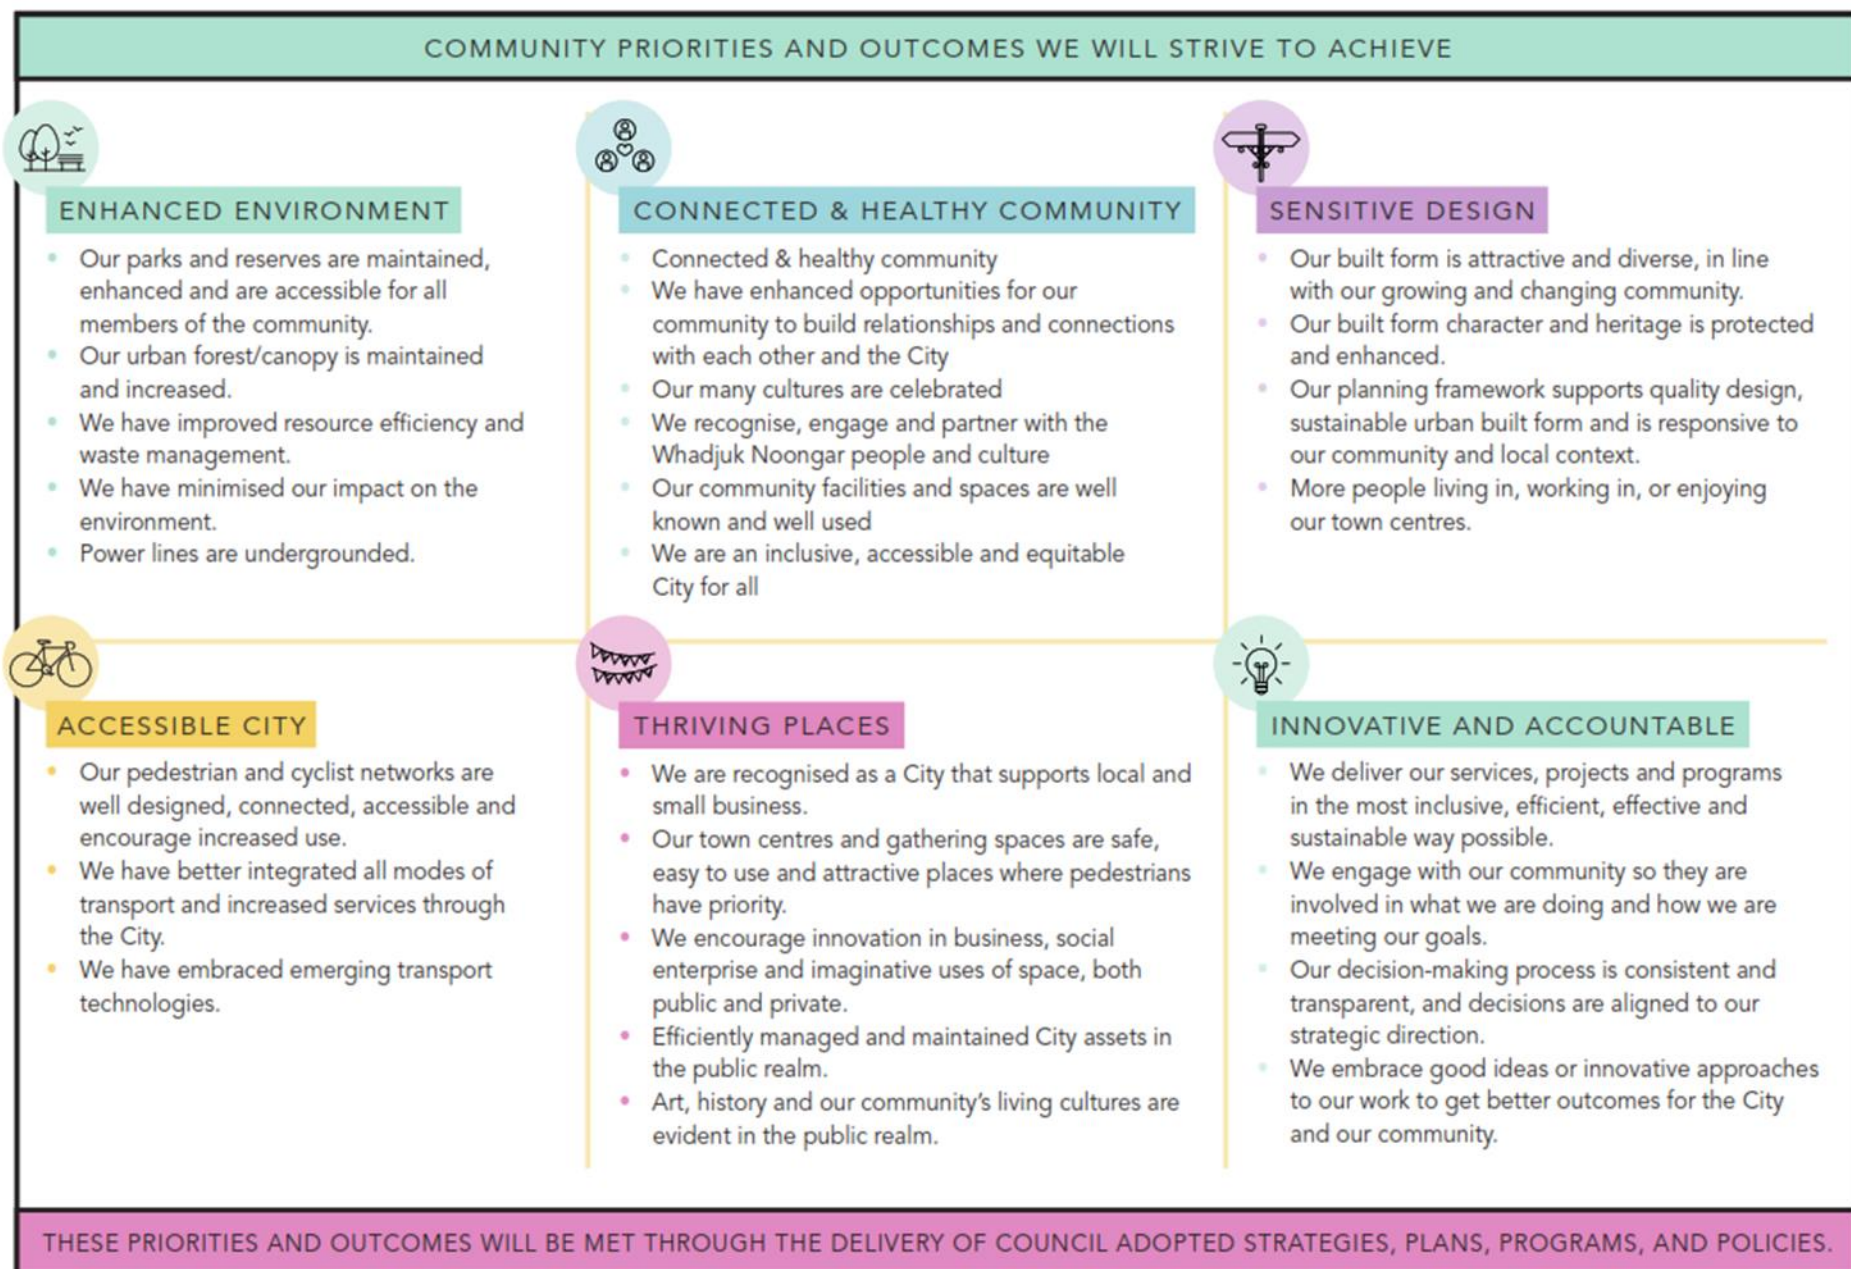 COMMUNITY PRIORITIES AND OUTCOMES WE WILL STRIVE TO ACHIEVE
ENHANCED ENVIRONMENT
• Our parks and reserves are maintained,
enhanced and are accessible for all
members of the community.
• Our urban forest/canopy is maintained
and increased.
• We have improved resource efficiency and
waste management.
• We have minimised our impact on the
environment.
• Power lines are undergrounded.
CONNECTED & HEALTHY COMMUNITY
• Connected & healthy community
• We have enhanced opportunities for our
community to build relationships and connections
with each other and the City
• Our many cultures are celebrated
• We recognise, engage and partner with the
Whadjuk Noongar people and culture
• Our community facilities and spaces are well
known and well used
• We are an inclusive, accessible and equitable
City for all
SENSITIVE DESIGN
• Our built form is attractive and diverse, in line
with our growing and changing community.
• Our built form character and heritage is protected
and enhanced.
• Our planning framework supports quality design,
sustainable urban built form and is responsive to
our community and local context.
• More people living in, working in, or enjoying
our town centres.
ACCESSIBLE CITY
• Our pedestrian and cyclist networks are
well designed, connected, accessible and
encourage increased use.
• We have better integrated all modes of
transport and increased services through
the City.
• We have embraced emerging transport
technologies.
THRIVING PLACES
• We are recognised as a City that supports local and
small business.
• Our town centres and gathering spaces are safe,
easy to use and attractive places where pedestrians
have priority.
• We encourage innovation in business, social
enterprise and imaginative uses of space, both
public and private.
• Efficiently managed and maintained City assets in
the public realm.
• Art, history and our community's living cultures are
evident in the public realm.
INNOVATIVE AND ACCOUNTABLE
• We deliver our services, projects and programs
in the most inclusive, efficient, effective and
sustainable way possible.
• We engage with our community so they are
involved in what we are doing and how we are
meeting our goals.
• Our decision-making process is consistent and
transparent, and decisions are aligned to our
strategic direction.
• We embrace good ideas or innovative approaches
to our work to get better outcomes for the City
and our community.
THESE PRIORITIES AND OUTCOMES WILL BE MET THROUGH THE DELIVERY OF COUNCIL ADOPTED STRATEGIES, PLANS, PROGRAMS, AND POLICIES.